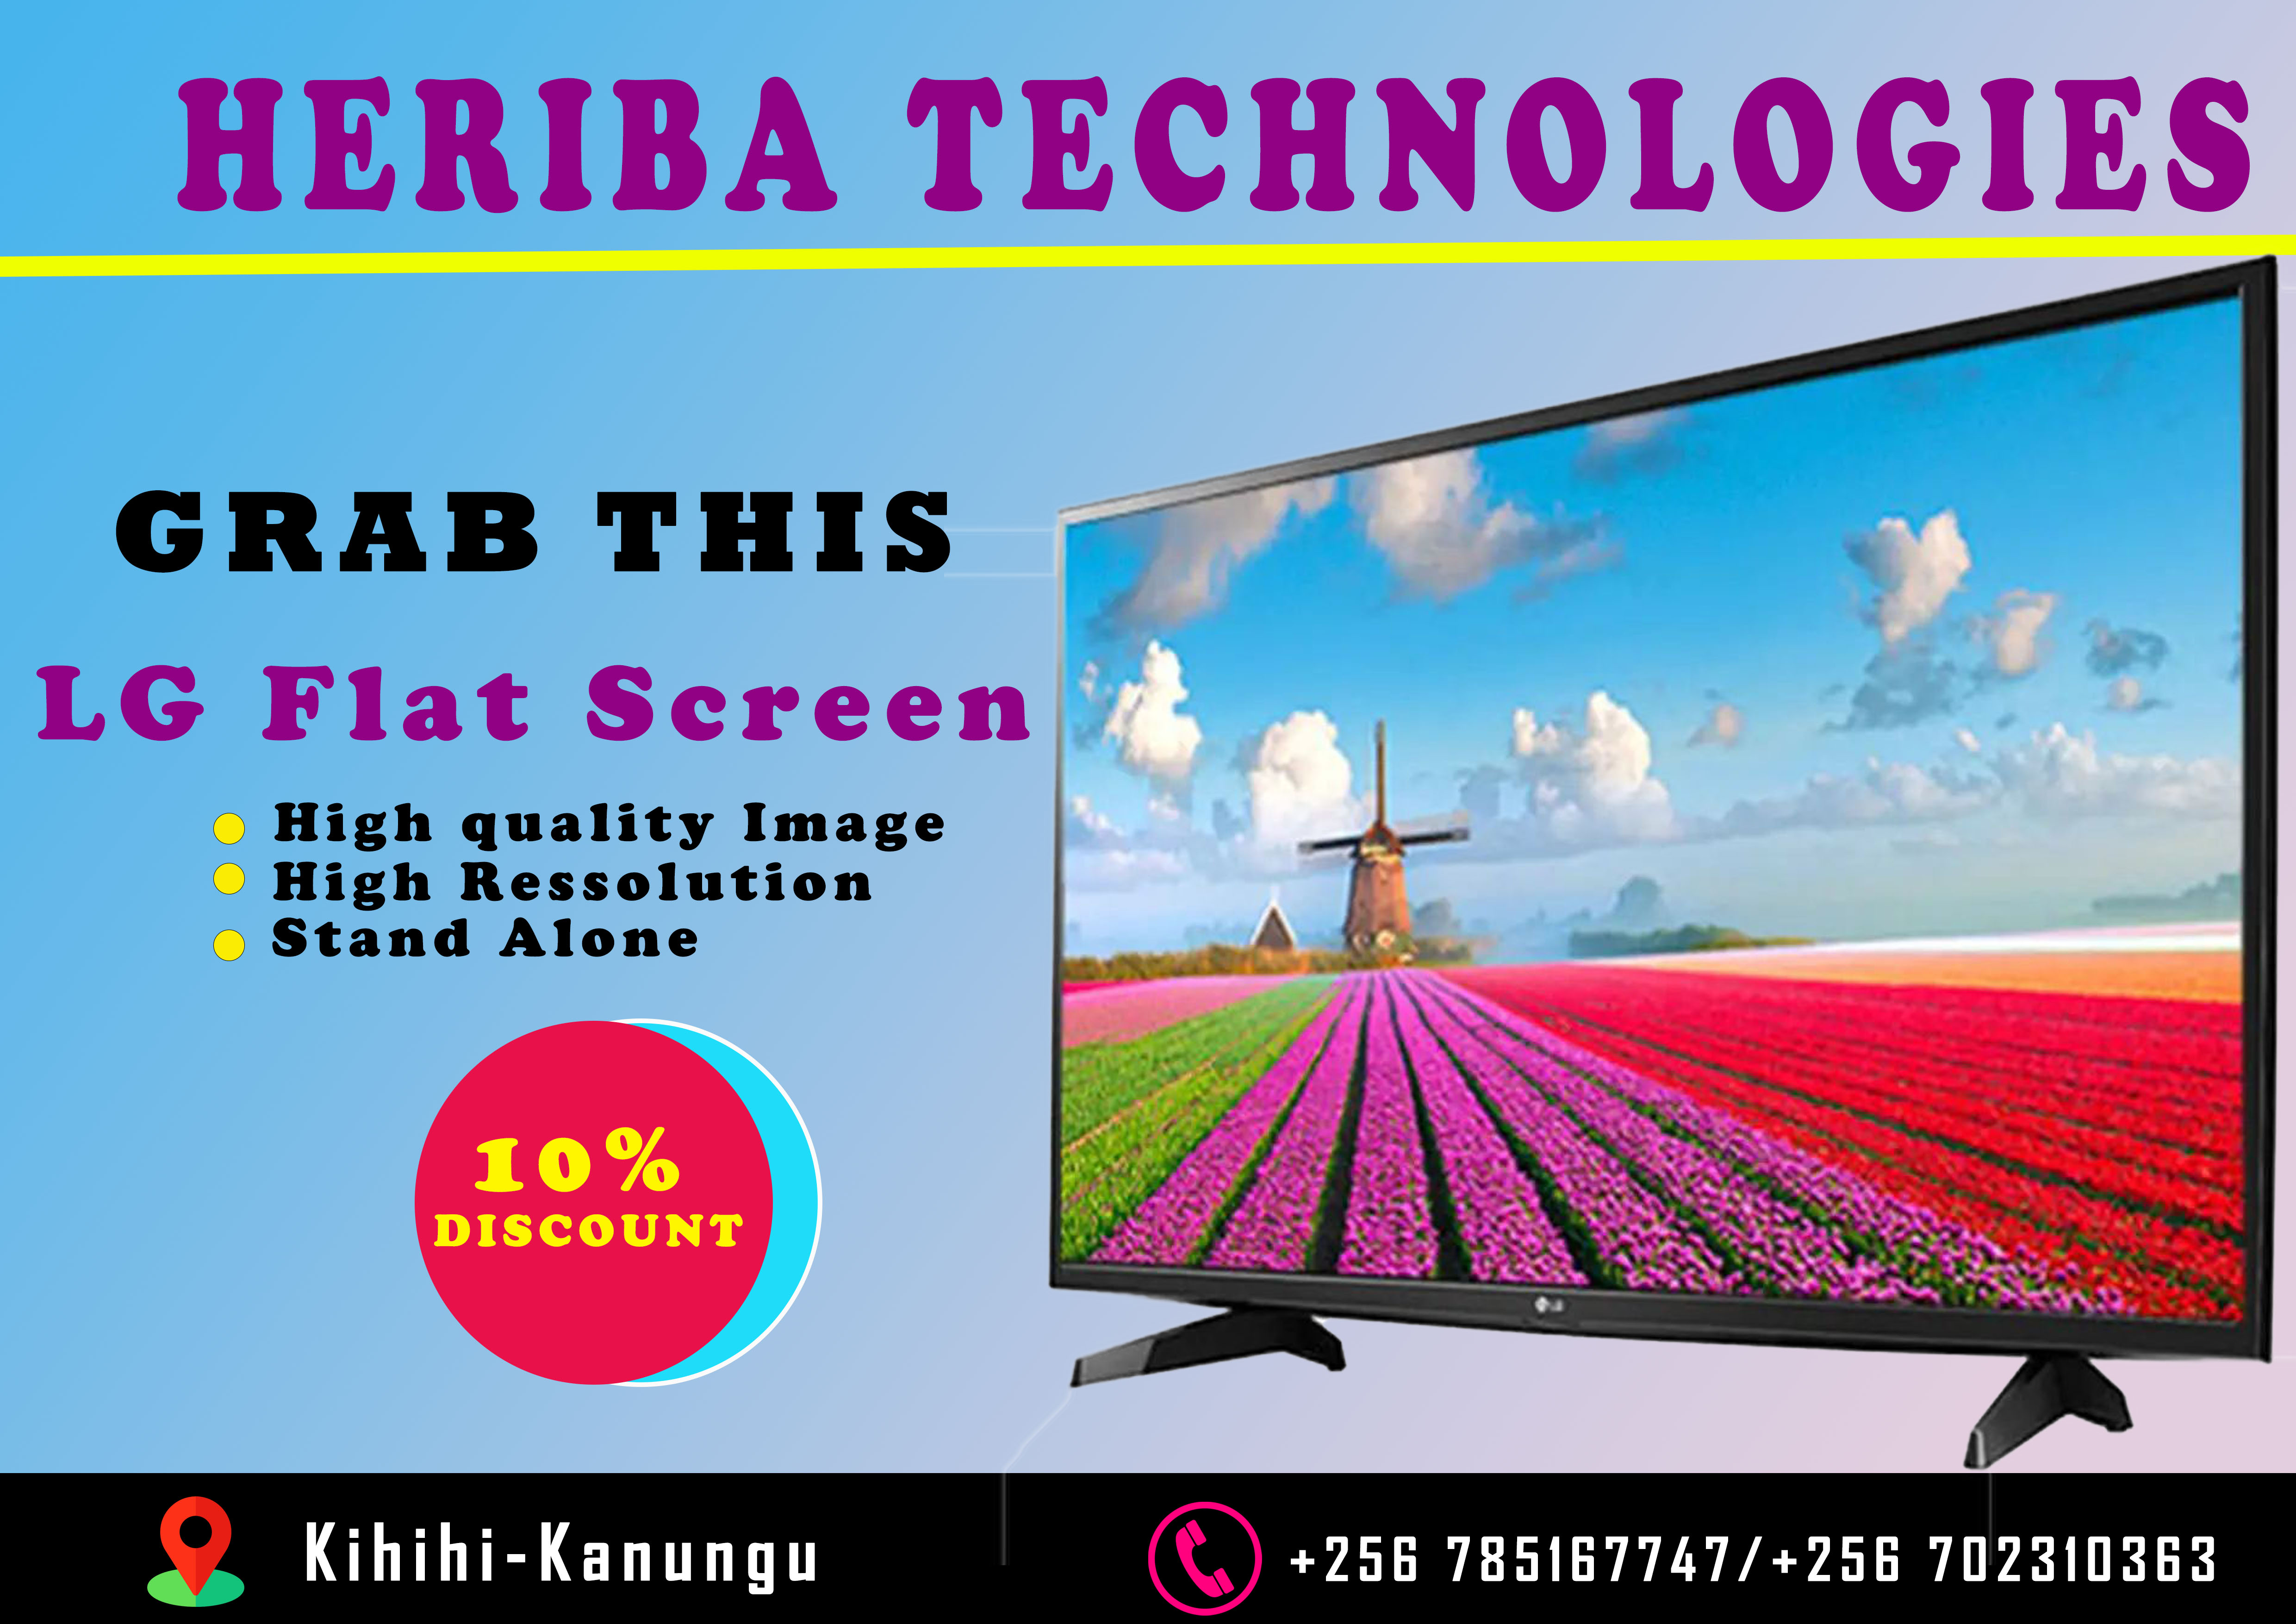 HERIBA TECHNOLOGIES
GRAB THIS
LG Flat Screen
High quality Image
High Ressolution
Stand Alone
10%
DISCOUNT
LG
Kihihi-Kanungu
+256 785167747/+256 702310363